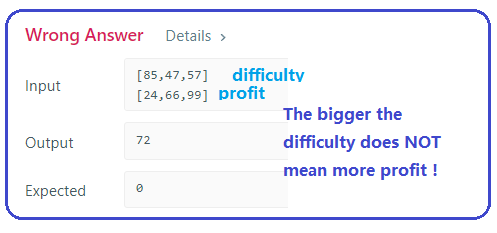 Wrong Answer Details >
Input
[85,47,57] difficulty
[24,66,99] profit
The bigger the
difficulty does NOT
mean more profit !
Output 72
Expected 0